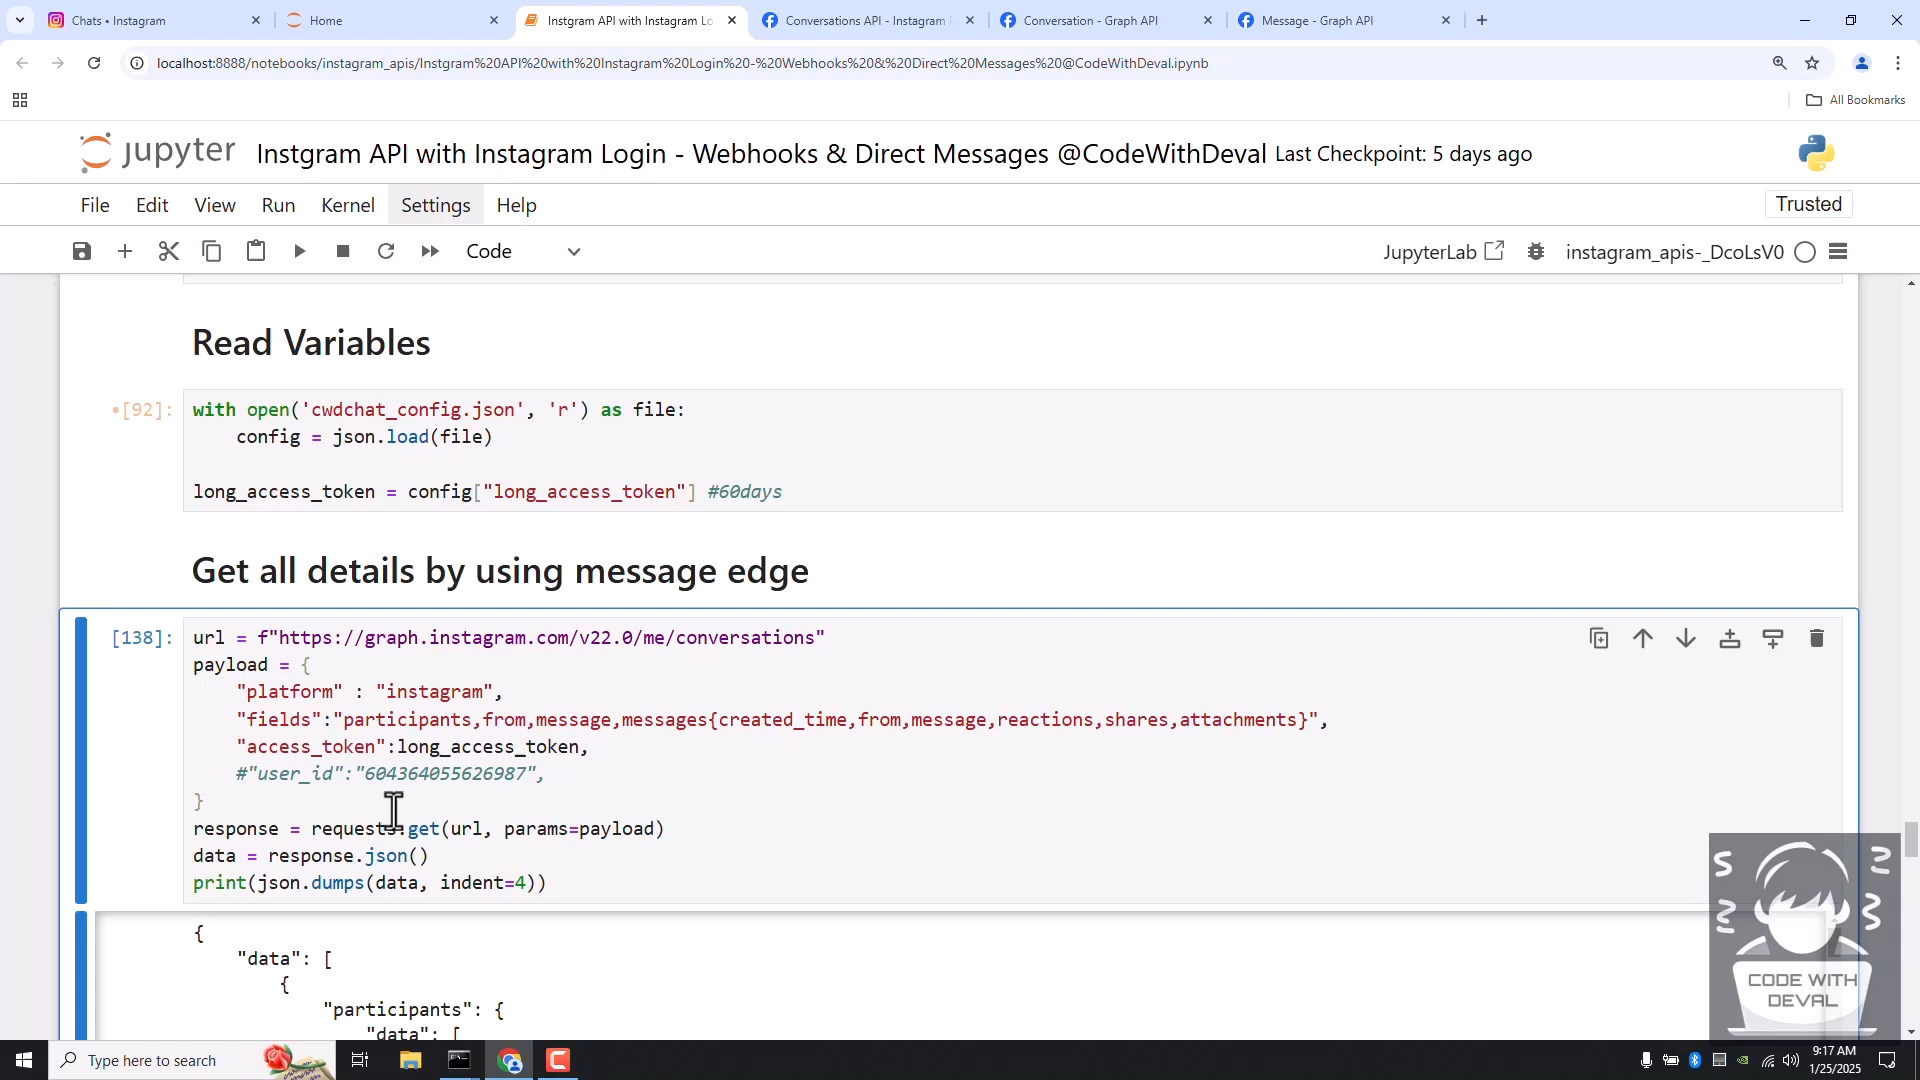 Chats • Instagram
Home
Instgram API with Instagram Lo
Conversations API - Instagram
Conversation - Graph API
Message - Graph API
localhost:8888/notebooks/instagram_apis/Instgram%20API%20with%20Instagram%20Login%20-%20Webhooks%20&%20Direct%20Messages%20@CodeWithDeval.ipynb
All Bookmarks
jupyter
Instgram API with Instagram Login - Webhooks & Direct Messages @CodeWithDeval Last Checkpoint: 5 days ago
File Edit View Run Kernel Settings Help
Trusted
Code
JupyterLab
instagram_apis-_DcoLsV0
Read Variables
•[92]:
with open('cwdchat_config.json', 'r') as file:
    config = json.load(file)
long_access_token = config["long_access_token"] #60days
Get all details by using message edge
[138]:
url = f"https://graph.instagram.com/v22.0/me/conversations"
payload = {
    "platform" : "instagram",
    "fields":"participants,from,message,messages{created_time,from,message,reactions,shares,attachments}",
    "access_token":long_access_token,
    #"user_id":"604364055626987",
}
response = requests.get(url, params=payload)
data = response.json()
print(json.dumps(data, indent=4))
{
    "data": [
        {
            "participants": {
                "data": [
CODE WITH
DEVAL
Type here to search
9:17 AM
1/25/2025